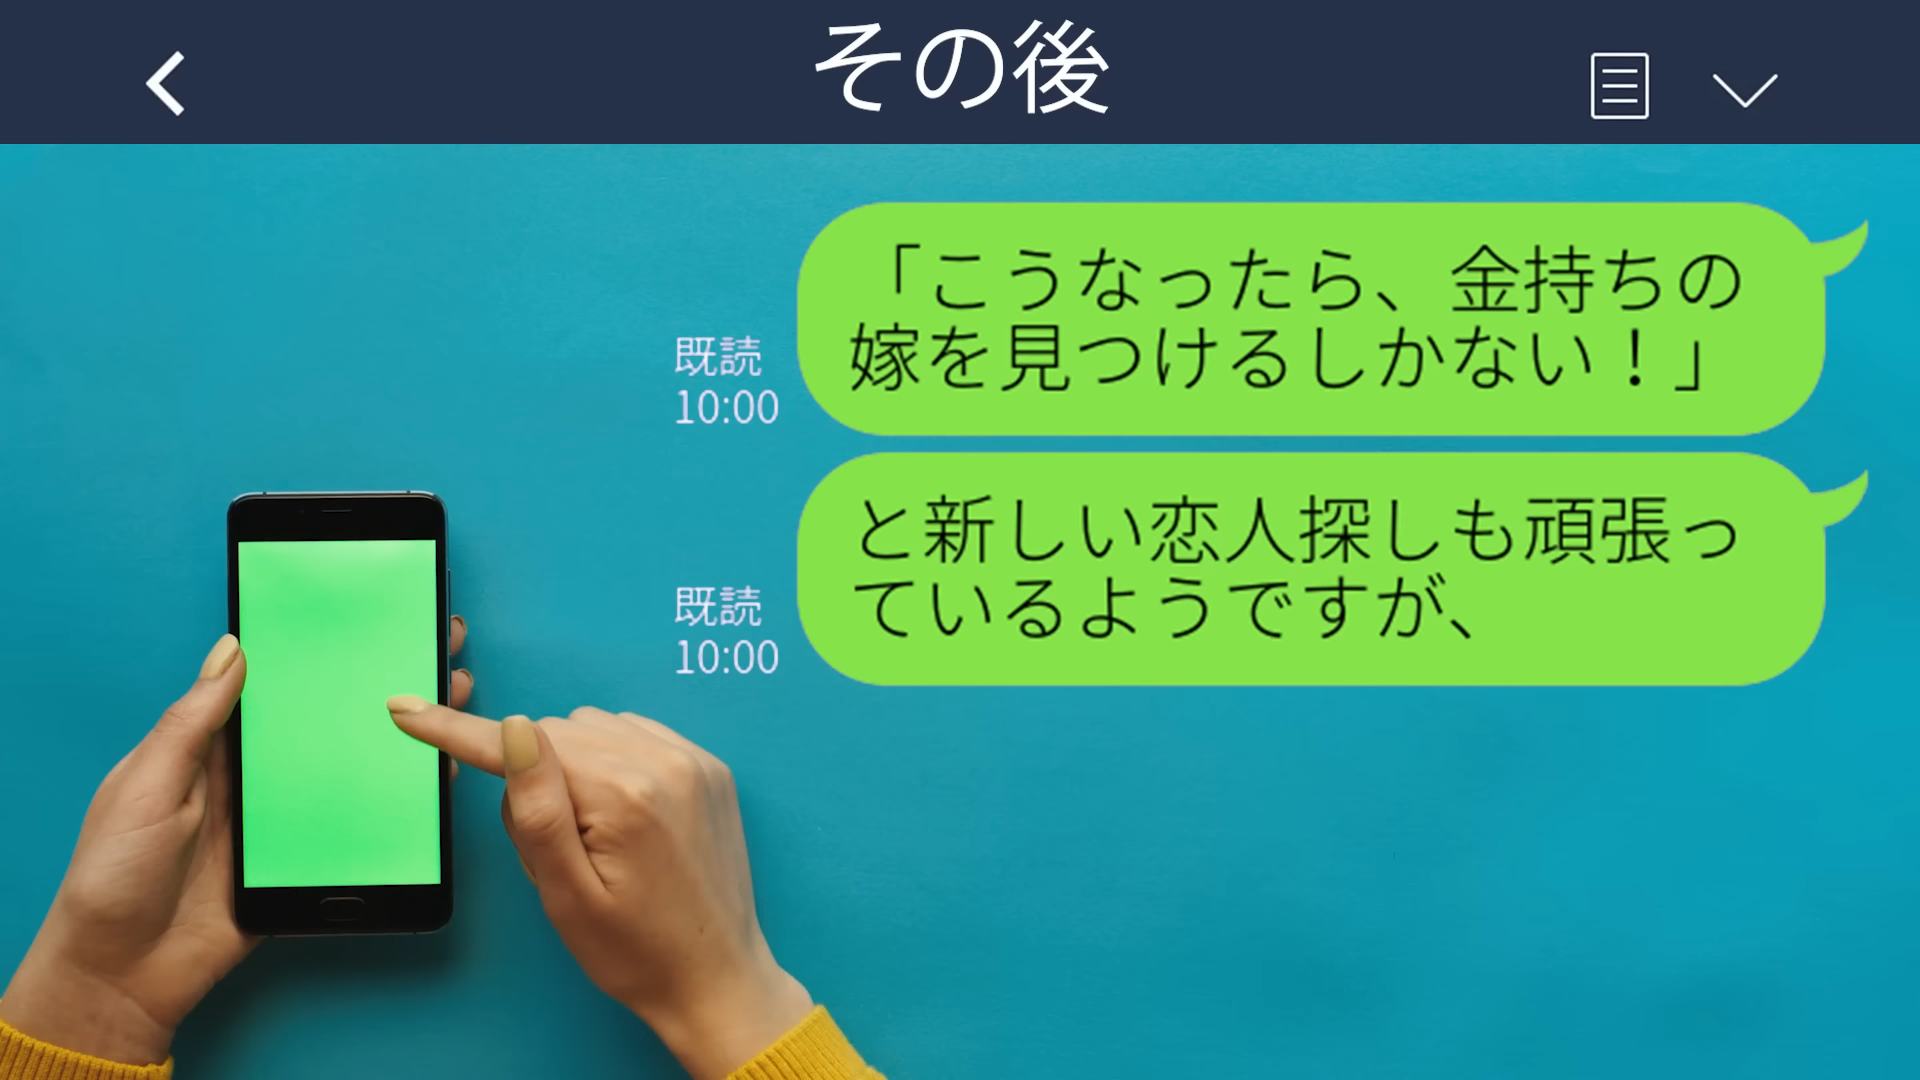 その後
「こうなったら、金持ちの
嫁を見つけるしかない！」
既読
10:00
と新しい恋人探しも頑張っ
ているようですが、
既読
10:00